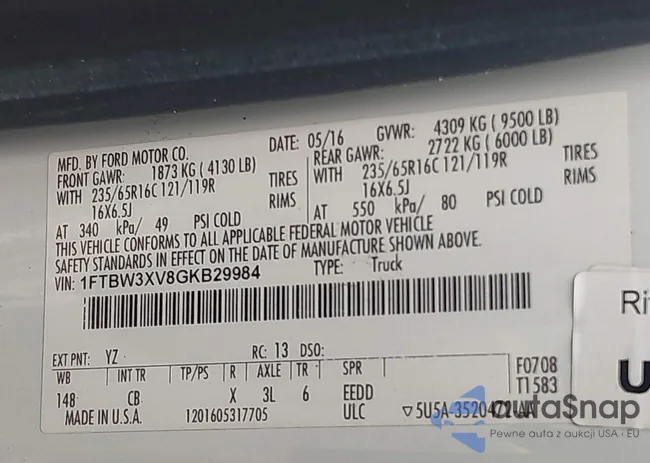 MFD. BY FORD MOTOR CO. DATE: 05/16 GVWR: 4309 KG ( 9500 LB)
FRONT GAWR: 1873 KG ( 4130 LB) REAR GAWR: 2722 KG ( 6000 LB)
WITH 235/65R16C 121/119R TIRES WITH 235/65R16C 121/119R TIRES
16X6.5J RIMS 16X6.5J RIMS
AT 340 kPa/ 49 PSI COLD AT 550 kPa/ 80 PSI COLD
THIS VEHICLE CONFORMS TO ALL APPLICABLE FEDERAL MOTOR VEHICLE
SAFETY STANDARDS IN EFFECT ON THE DATE OF MANUFACTURE SHOWN ABOVE.
VIN: 1FTBW3XV8GKB29984 TYPE: Truck
EXT PNT: YZ RC: 13 DSO:
WB INT TR TP/PS R AXLE TR SPR F0708
148 CB X 3L 6 EEDD T1583
MADE IN U.S.A. 1201605317705 ULC
AutaSnap
Pewne auta z aukcji USA i EU